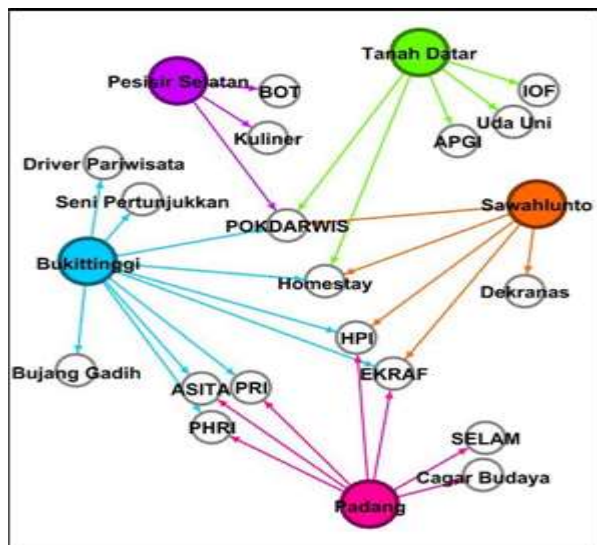 Tanah Datar
Pesisir Selatan
BOT
IOF
Uda Uni
Kuliner
APGI
Driver Pariwisata
Seni Pertunjukkan
Sawahlunto
POKDARWIS
Bukittinggi
Homestay
Dekranas
HPI
Bujang Gadih
EKRAF
ASITA
PRI
PHRI
SELAM
Cagar Budaya
Padang